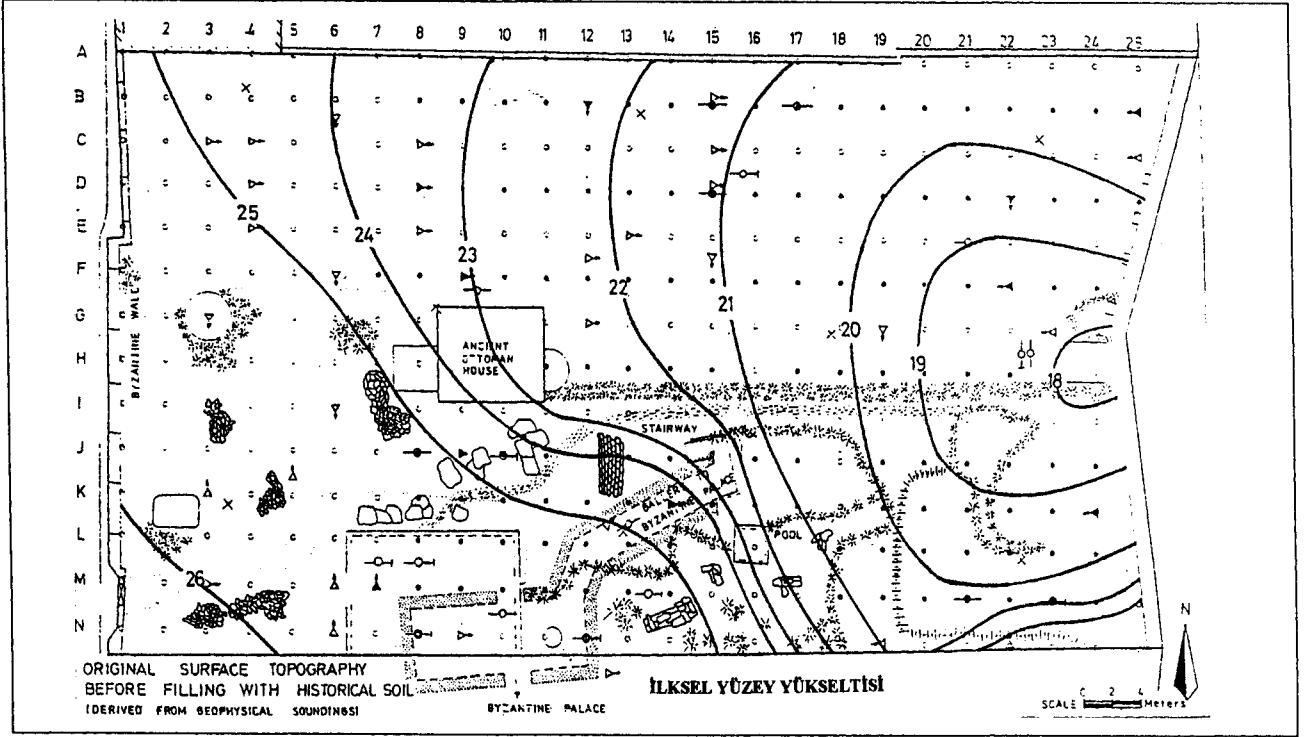 1 2 3 4 5 6 7 8 9 10 11 12 13 14 15 16 17 18 19 20 21 22 23 24 25
A
B
C
D
E
25
24
23
F
22
BYZANTINE WALL
21
G
20
ANCIENT
OTTOMAN
HOUSE
H
19
18
I
STAIRWAY
J
K
BYZANTINE
L
POOL
M
26
N
ORIGINAL SURFACE TOPOGRAPHY
BEFORE FILLING WITH HISTORICAL SOIL
(DERIVED FROM GEOPHYSICAL SOUNDINGS)
BYZANTINE PALACE
İLKSEL YÜZEY YÜKSELTİSİ
N
SCALE 0 2 4 Meters